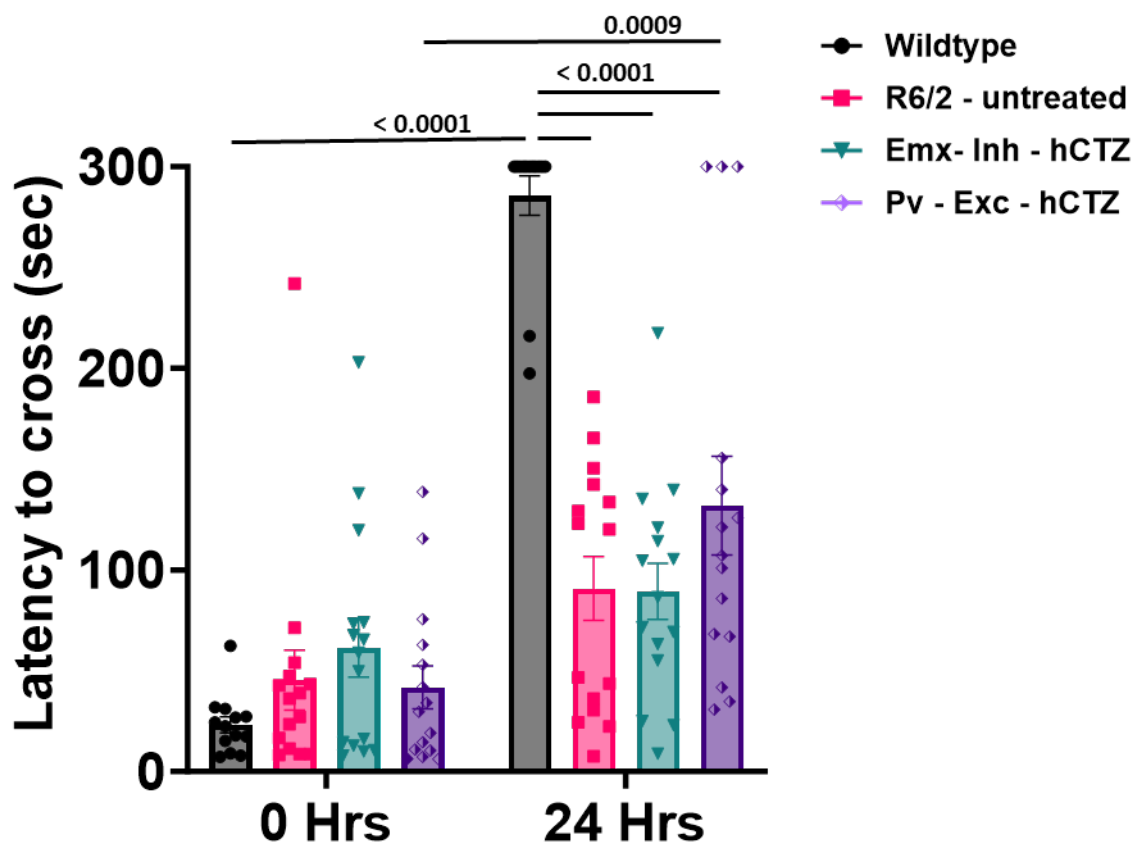 0.0009
< 0.0001
< 0.0001
Wildtype
R6/2 - untreated
Emx- Inh - hCTZ
Pv - Exc - hCTZ
Latency to cross (sec)
300
200
100
0
0 Hrs
24 Hrs